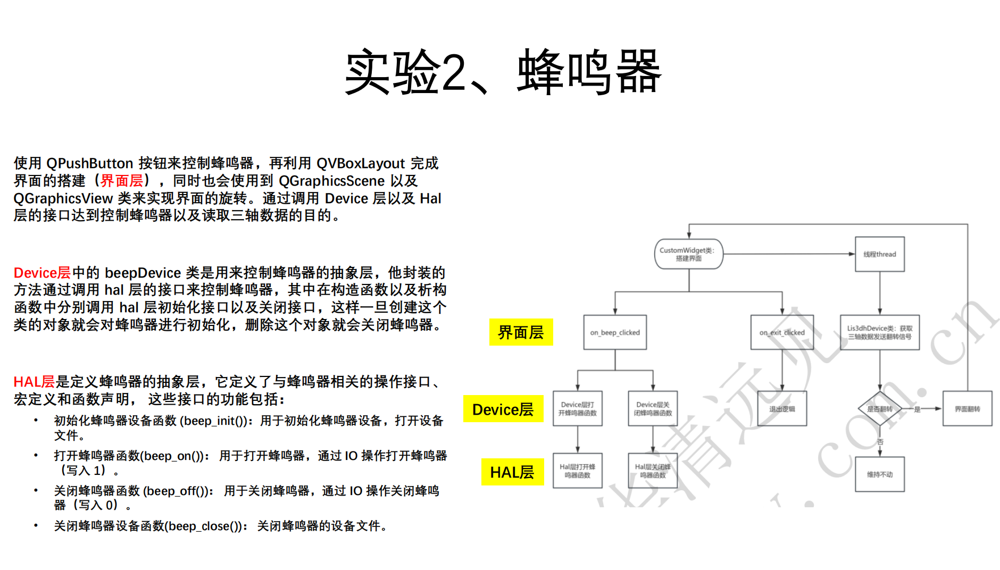 实验2、蜂鸣器
使用 QPushButton 按钮来控制蜂鸣器，再利用 QVBoxLayout 完成
界面的搭建（界面层），同时也会使用到 QGraphicsScene 以及
QGraphicsView 类来实现界面的旋转。通过调用 Device 层以及 Hal
层的接口达到控制蜂鸣器以及读取三轴数据的目的。
Device层中的 beepDevice 类是用来控制蜂鸣器的抽象层，他封装的
方法通过调用 hal 层的接口来控制蜂鸣器，其中在构造函数以及析构
函数中分别调用 hal 层初始化接口以及关闭接口，这样一旦创建这个
类的对象就会对蜂鸣器进行初始化，删除这个对象就会关闭蜂鸣器。
HAL层是定义蜂鸣器的抽象层，它定义了与蜂鸣器相关的操作接口、
宏定义和函数声明， 这些接口的功能包括：
• 初始化蜂鸣器设备函数 (beep_init())：用于初始化蜂鸣器设备，打开设备
文件。
• 打开蜂鸣器函数(beep_on())： 用于打开蜂鸣器，通过 IO 操作打开蜂鸣器
（写入 1）。
• 关闭蜂鸣器函数 (beep_off())： 用于关闭蜂鸣器，通过 IO 操作关闭蜂鸣
器（写入 0）。
• 关闭蜂鸣器设备函数(beep_close())： 关闭蜂鸣器的设备文件。
CustomWidget类：
搭建界面
线程thread
界面层
on_beep_clicked
on_exit_clicked
Lis3dhDevice类：获取
三轴数据发送翻转信号
Device层
Device层打
开蜂鸣器函数
Device层关
闭蜂鸣器函数
退出逻辑
是否翻转
是
界面翻转
否
HAL层
Hal层打开蜂
鸣器函数
Hal层关闭蜂
鸣器函数
维持不动
华清远见
.com.cn